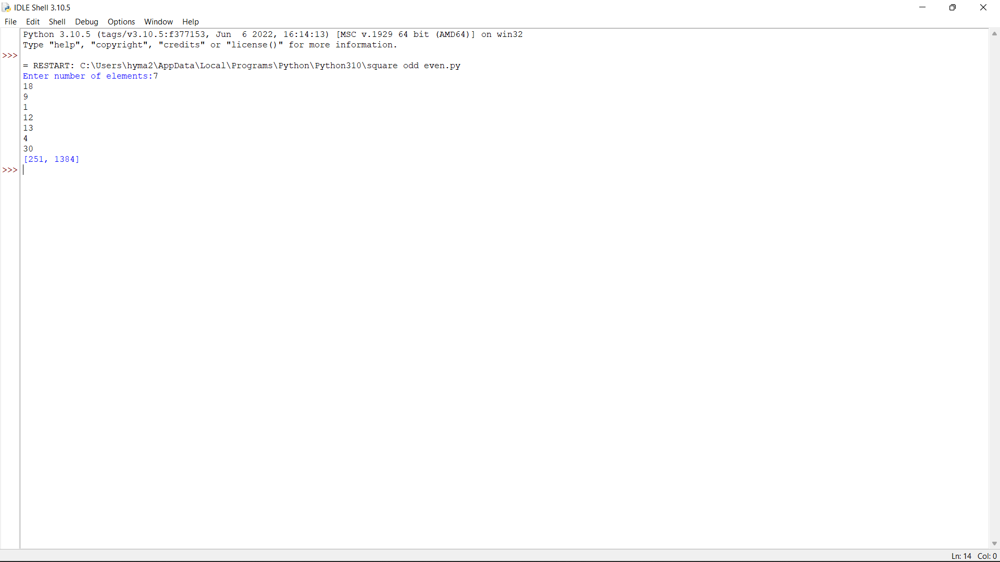 IDLE Shell 3.10.5
File Edit Shell Debug Options Window Help
Python 3.10.5 (tags/v3.10.5:f377153, Jun  6 2022, 16:14:13) [MSC v.1929 64 bit (AMD64)] on win32
Type "help", "copyright", "credits" or "license()" for more information.
>>>
= RESTART: C:\Users\hyma2\AppData\Local\Programs\Python\Python310\square odd even.py
Enter number of elements:7
18
9
1
12
13
4
30
[251, 1384]
>>>
Ln: 14 Col: 0